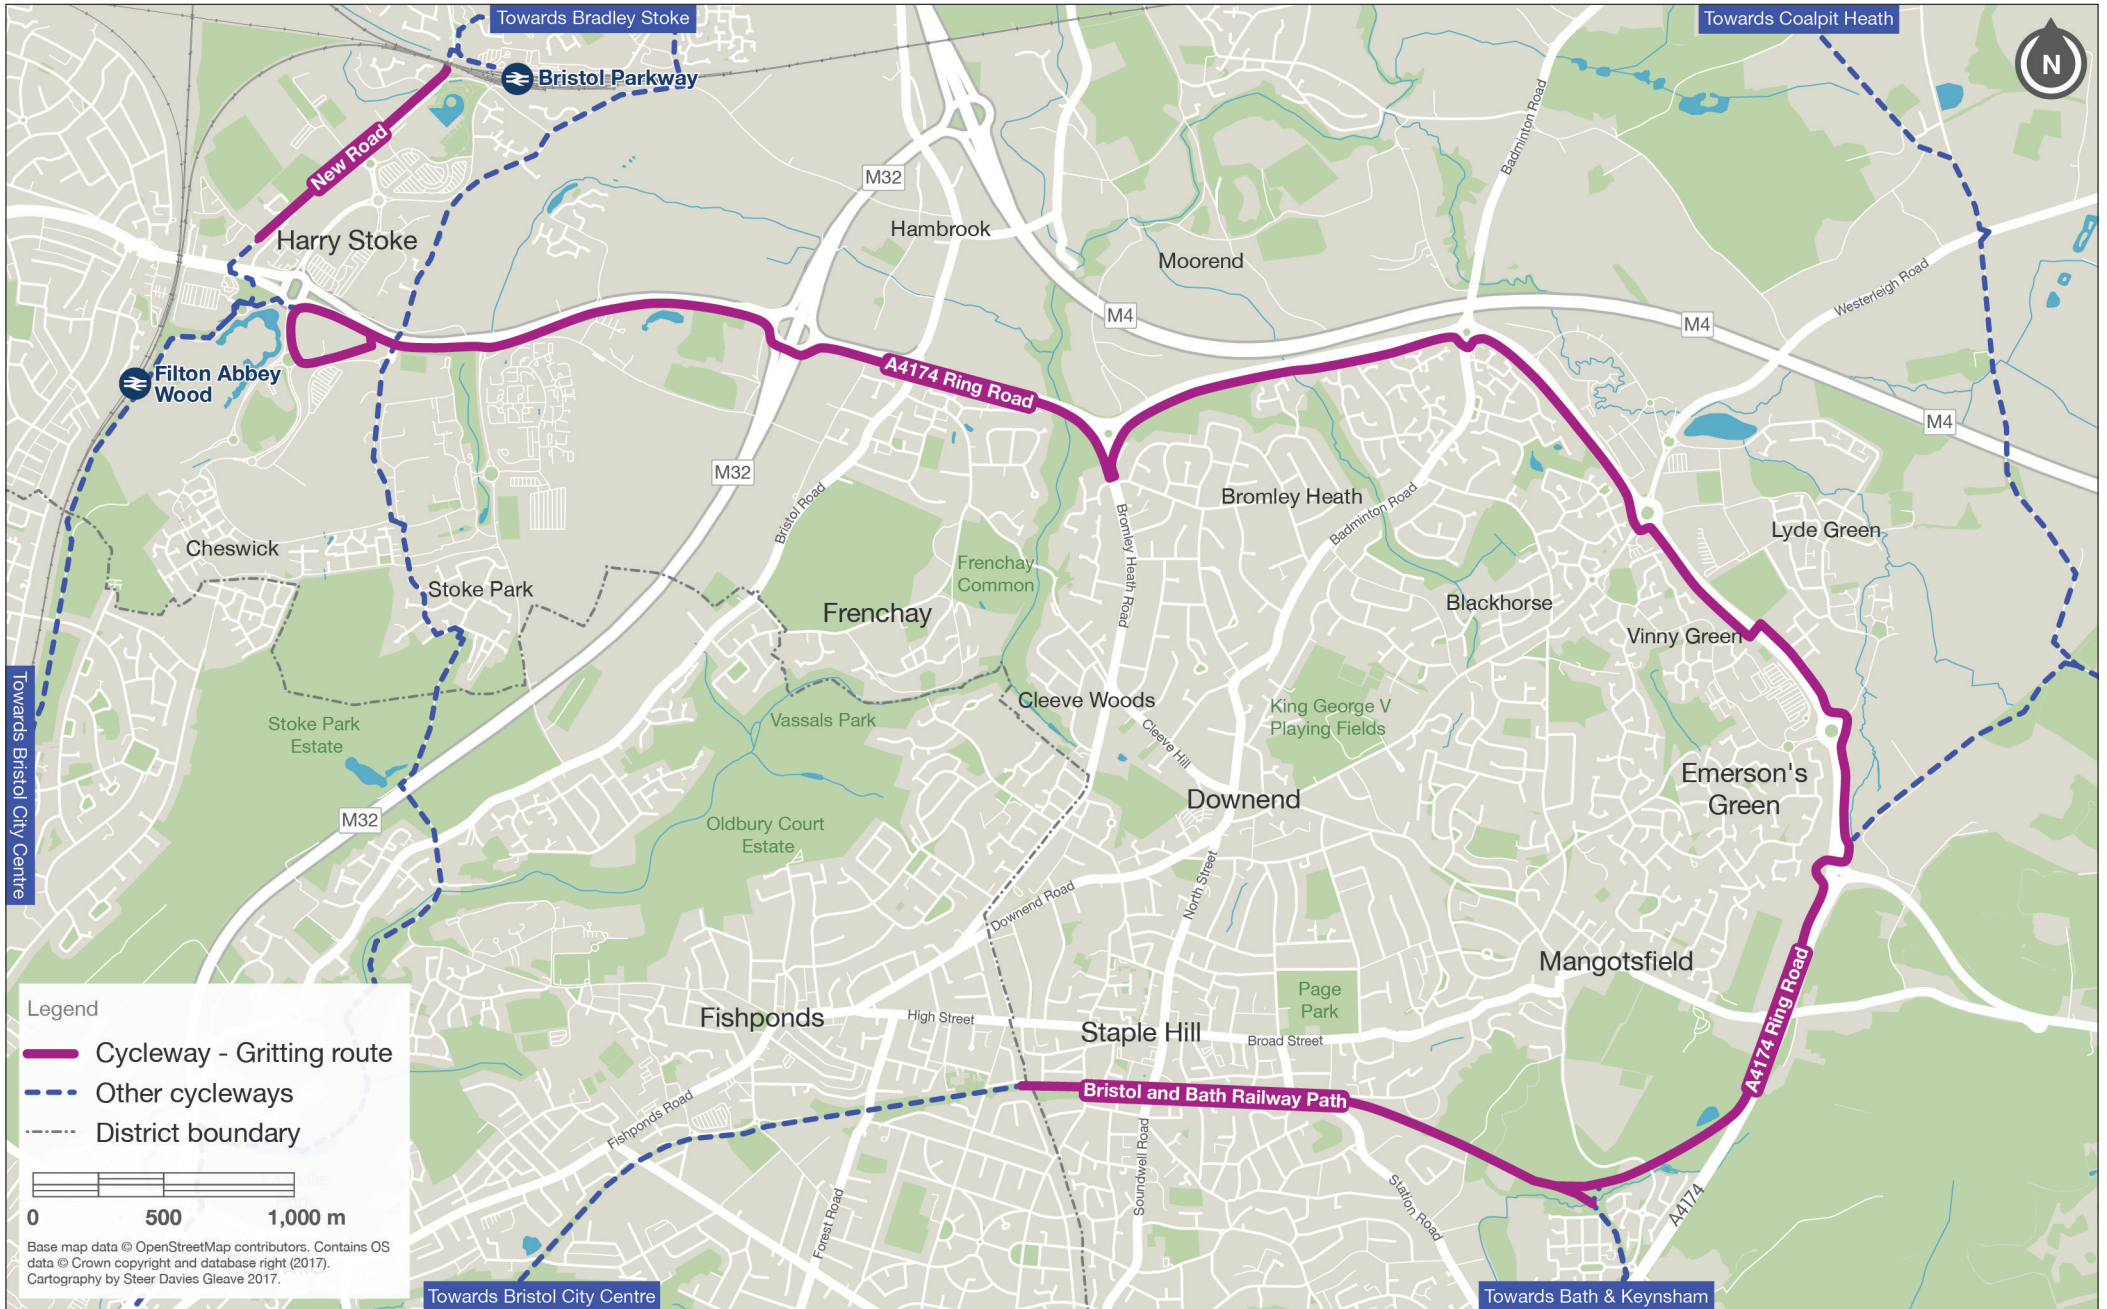 Towards Bradley Stoke
Towards Coalpit Heath
N
Bristol Parkway
New Road
Badminton Road
M32
Hambrook
Harry Stoke
Moorend
Westerleigh Road
M4
M4
Filton Abbey
Wood
A4174 Ring Road
M4
M32
Bristol Road
Bromley Heath
Badminton Road
Bromley Heath Road
Lyde Green
Cheswick
Frenchay
Common
Stoke Park
Frenchay
Blackhorse
Vinny Green
Cleeve Woods
Stoke Park
Estate
Vassals Park
King George V
Playing Fields
Cleeve Hill
Towards Bristol City Centre
Emerson's
Green
Downend
M32
Oldbury Court
Estate
North Street
Downend Road
Mangotsfield
A4174 Ring Road
Page
Park
Fishponds
High Street
Staple Hill
Broad Street
Bristol and Bath Railway Path
Fishponds Road
Soundwell Road
Forest Road
Station Road
A4174
Legend
Cycleway - Gritting route
Other cycleways
District boundary
0 500 1,000 m
Base map data © OpenStreetMap contributors. Contains OS
data © Crown copyright and database right (2017).
Cartography by Steer Davies Gleave 2017.
Towards Bristol City Centre
Towards Bath & Keynsham